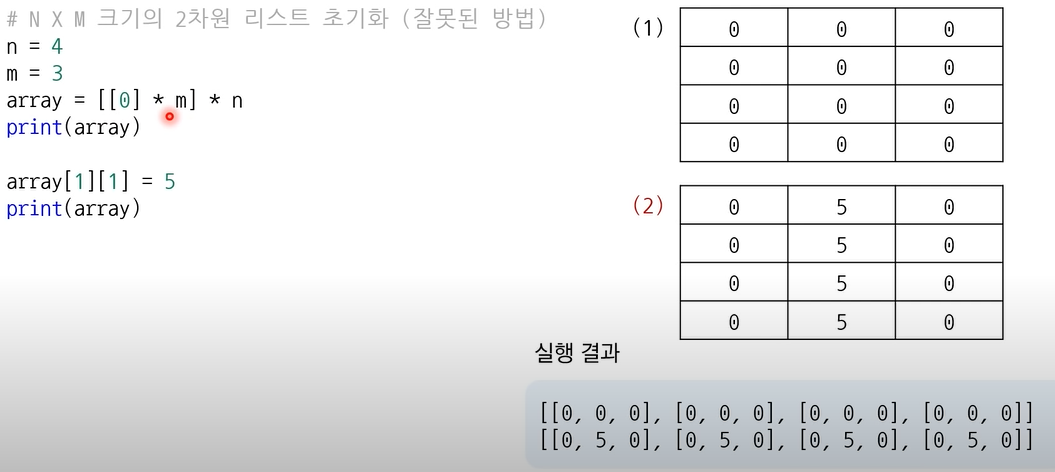 # N X M 크기의 2차원 리스트 초기화 (잘못된 방법)
n = 4
m = 3
array = [[0] * m] * n
print(array)
array[1][1] = 5
print(array)
(1)
0 0 0
0 0 0
0 0 0
0 0 0
(2)
0 5 0
0 5 0
0 5 0
0 5 0
실행 결과
[[0, 0, 0], [0, 0, 0], [0, 0, 0], [0, 0, 0]]
[[0, 5, 0], [0, 5, 0], [0, 5, 0], [0, 5, 0]]